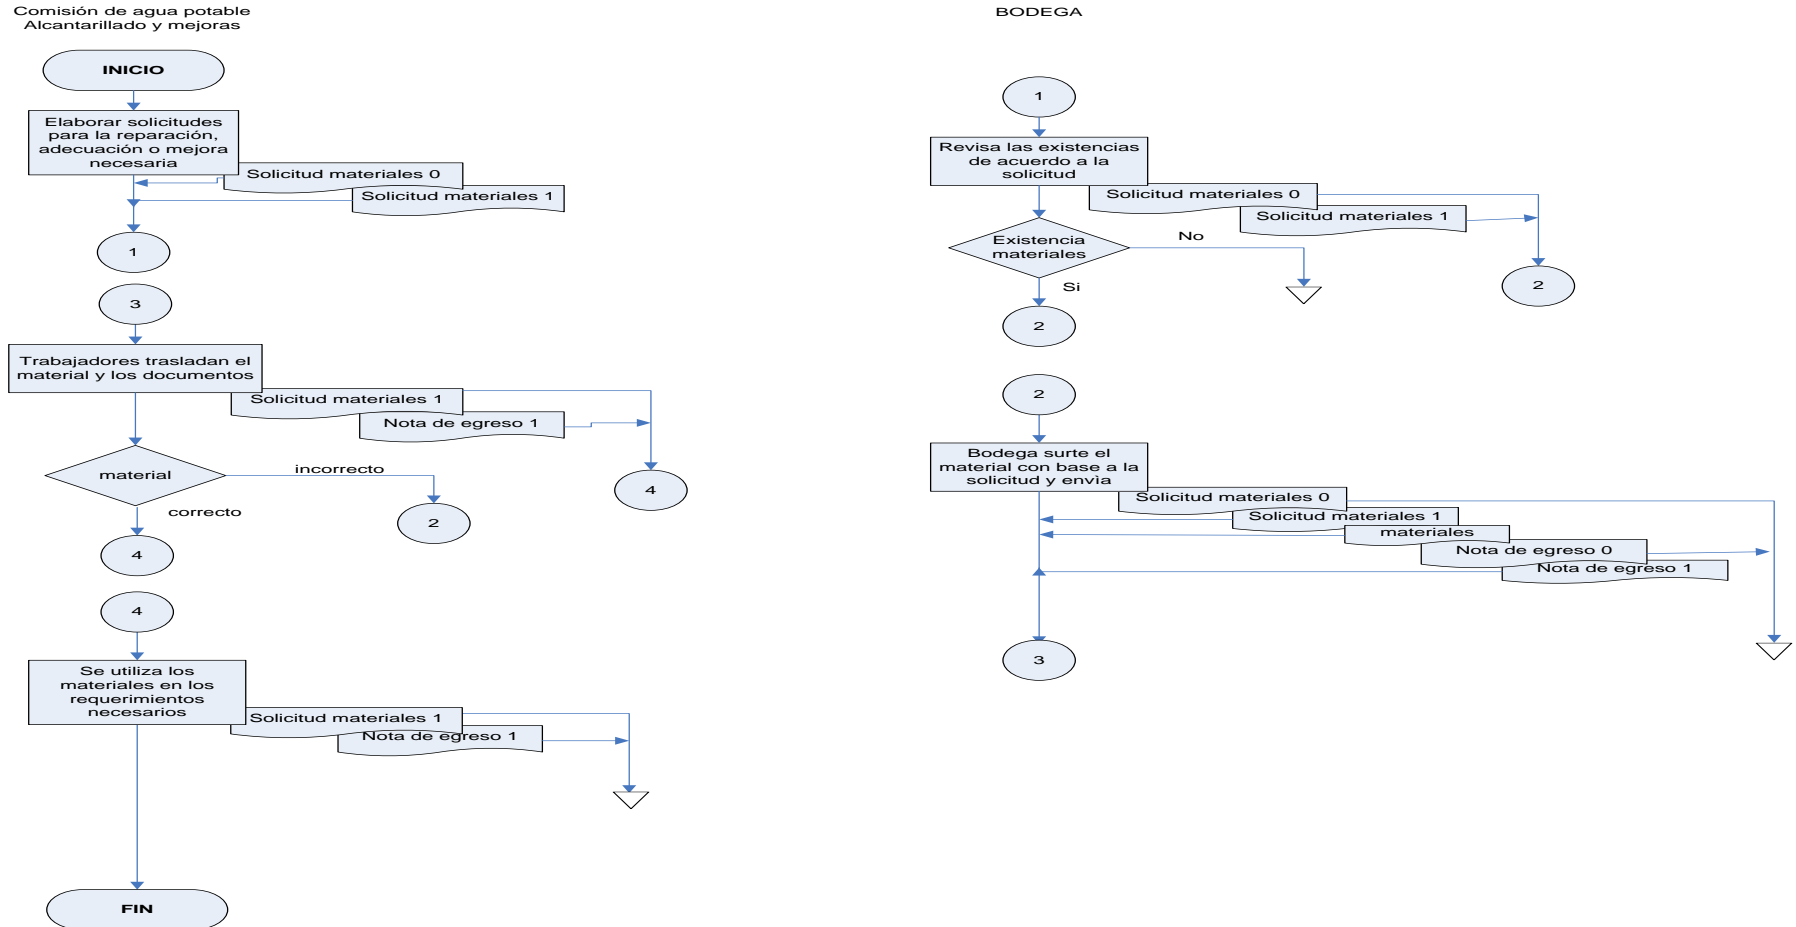 Comisión de agua potable
Alcantarillado y mejoras
INICIO
Elaborar solicitudes
para la reparación,
adecuación o mejora
necesaria
Solicitud materiales 0
Solicitud materiales 1
1
3
Trabajadores trasladan el
material y los documentos
Solicitud materiales 1
Nota de egreso 1
material
incorrecto
correcto
4
2
4
4
Se utiliza los
materiales en los
requerimientos
necesarios
Solicitud materiales 1
Nota de egreso 1
FIN
BODEGA
1
Revisa las existencias
de acuerdo a la
solicitud
Solicitud materiales 0
Solicitud materiales 1
Existencia
materiales
No
Si
2
2
2
Bodega surte el
material con base a la
solicitud y envìa
Solicitud materiales 0
Solicitud materiales 1
materiales
Nota de egreso 0
Nota de egreso 1
3